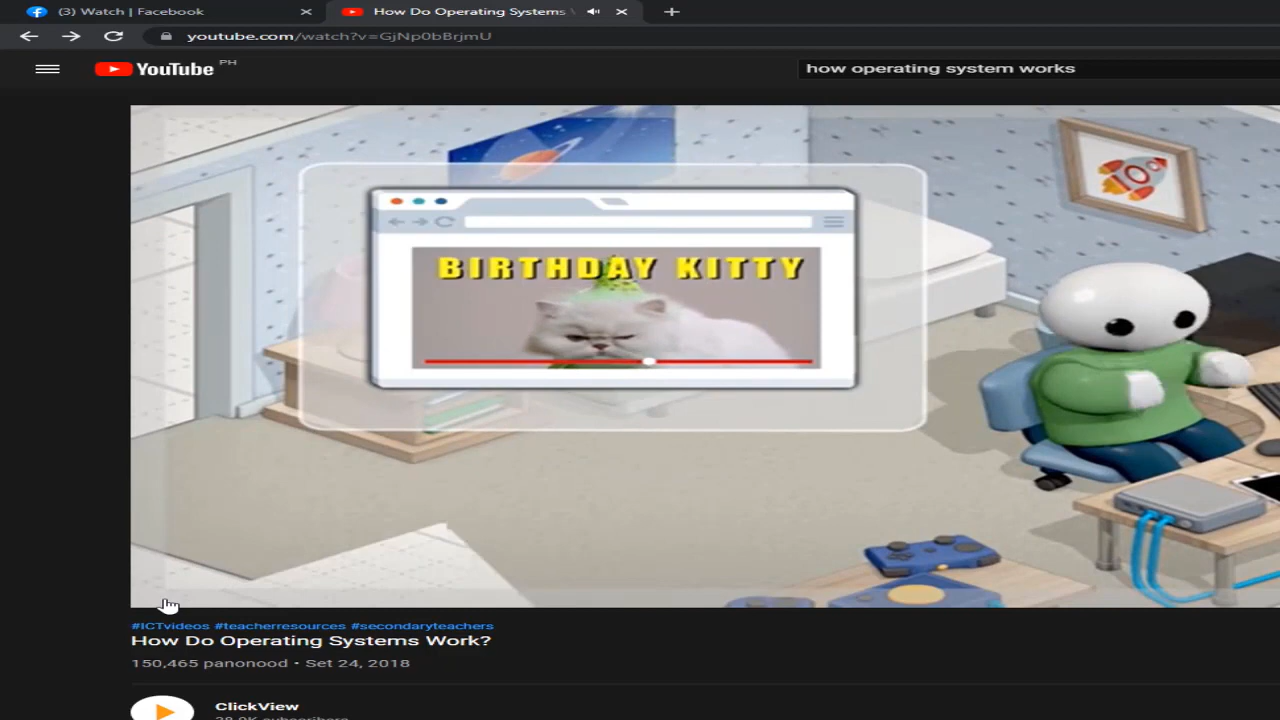 (3) Watch | Facebook
How Do Operating Systems
youtube.com/watch?v=GjNp0bBrjmU
YouTube PH
how operating system works
BIRTHDAY KITTY
#ICTvideos #teacherresources #secondaryteachers
How Do Operating Systems Work?
150,465 panonood • Set 24, 2018
ClickView